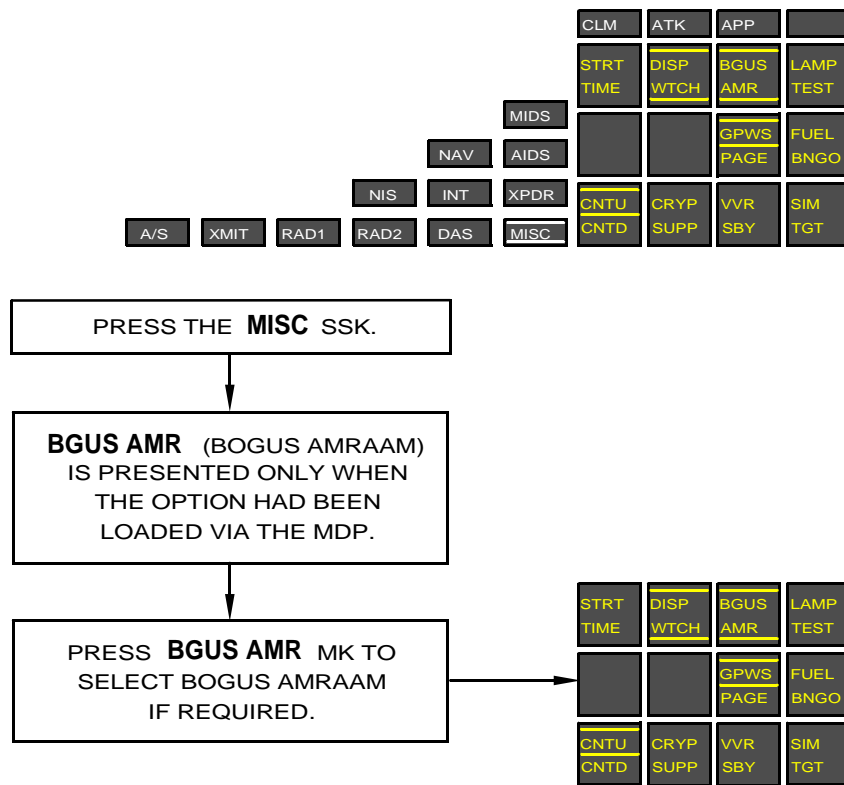 CLM ATK APP
STRT DISP BGUS LAMP
TIME WTCH AMR TEST
MIDS
GPWS FUEL
NAV AIDS PAGE BNGO
NIS INT XPDR
CNTU CRYP VVR SIM
A/S XMIT RAD1 RAD2 DAS MISC CNTD SUPP SBY TGT
PRESS THE MISC SSK.
BGUS AMR (BOGUS AMRAAM)
IS PRESENTED ONLY WHEN
THE OPTION HAD BEEN
LOADED VIA THE MDP.
PRESS BGUS AMR MK TO
SELECT BOGUS AMRAAM
IF REQUIRED.
STRT DISP BGUS LAMP
TIME WTCH AMR TEST
GPWS FUEL
PAGE BNGO
CNTU CRYP VVR SIM
CNTD SUPP SBY TGT